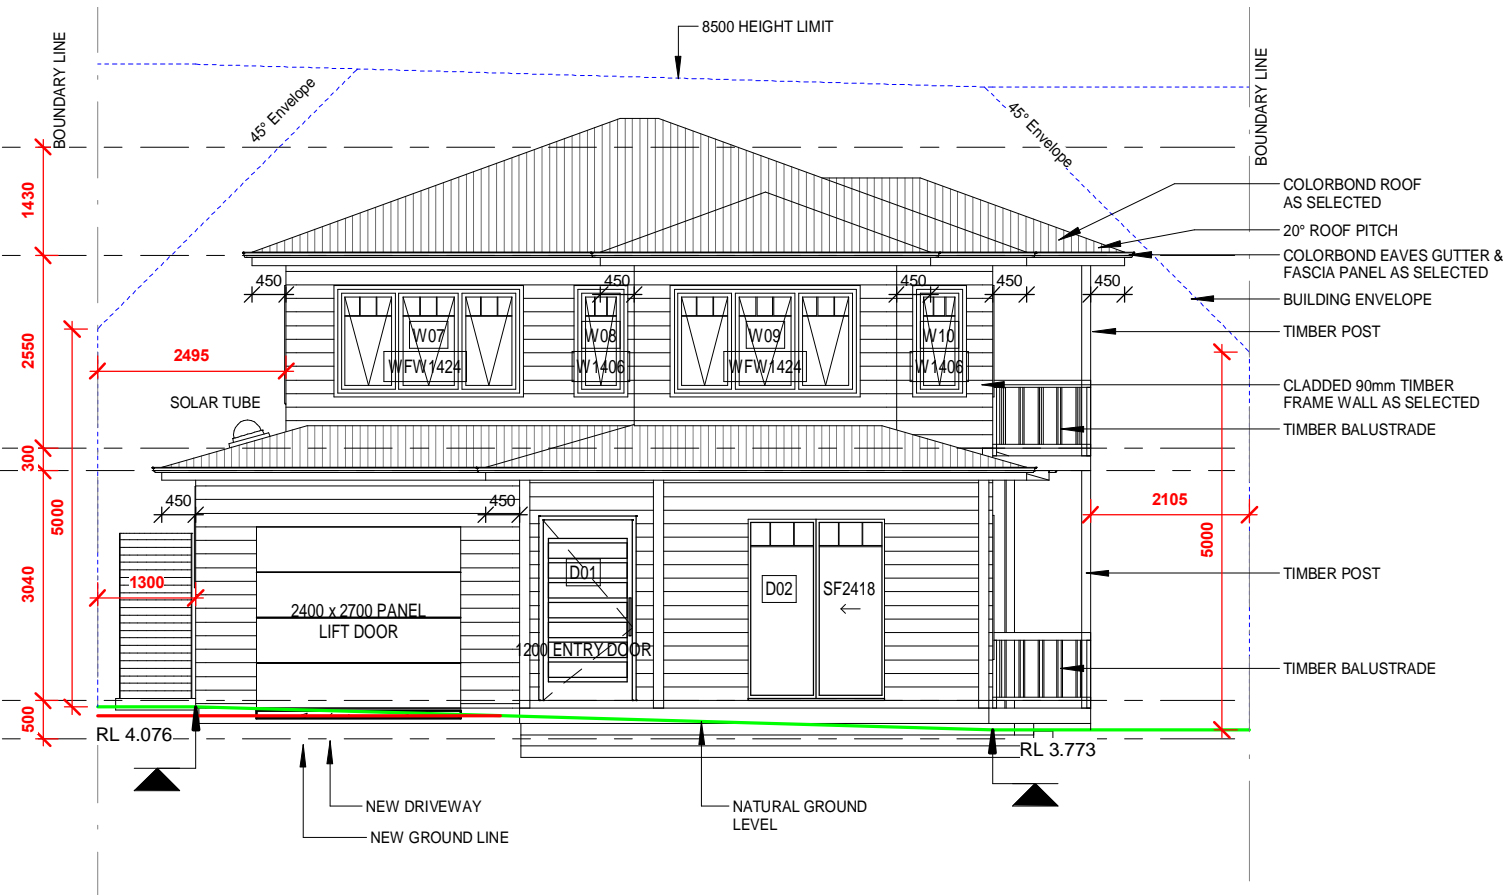 8500 HEIGHT LIMIT
BOUNDARY LINE
BOUNDARY LINE
45° Envelope
45° Envelope
COLORBOND ROOF
AS SELECTED
20° ROOF PITCH
COLORBOND EAVES GUTTER &
FASCIA PANEL AS SELECTED
BUILDING ENVELOPE
TIMBER POST
CLADDED 90mm TIMBER
FRAME WALL AS SELECTED
TIMBER BALUSTRADE
1430
2550
300
3040
500
5000
2495
450
450
450
450
450
W07
WFW1424
W08
W1406
W09
WFW1424
W10
W1406
SOLAR TUBE
450
450
1300
2105
5000
D01
D02
SF2418
2400 x 2700 PANEL
LIFT DOOR
1200 ENTRY DOOR
TIMBER POST
TIMBER BALUSTRADE
RL 4.076
RL 3.773
NEW DRIVEWAY
NEW GROUND LINE
NATURAL GROUND
LEVEL